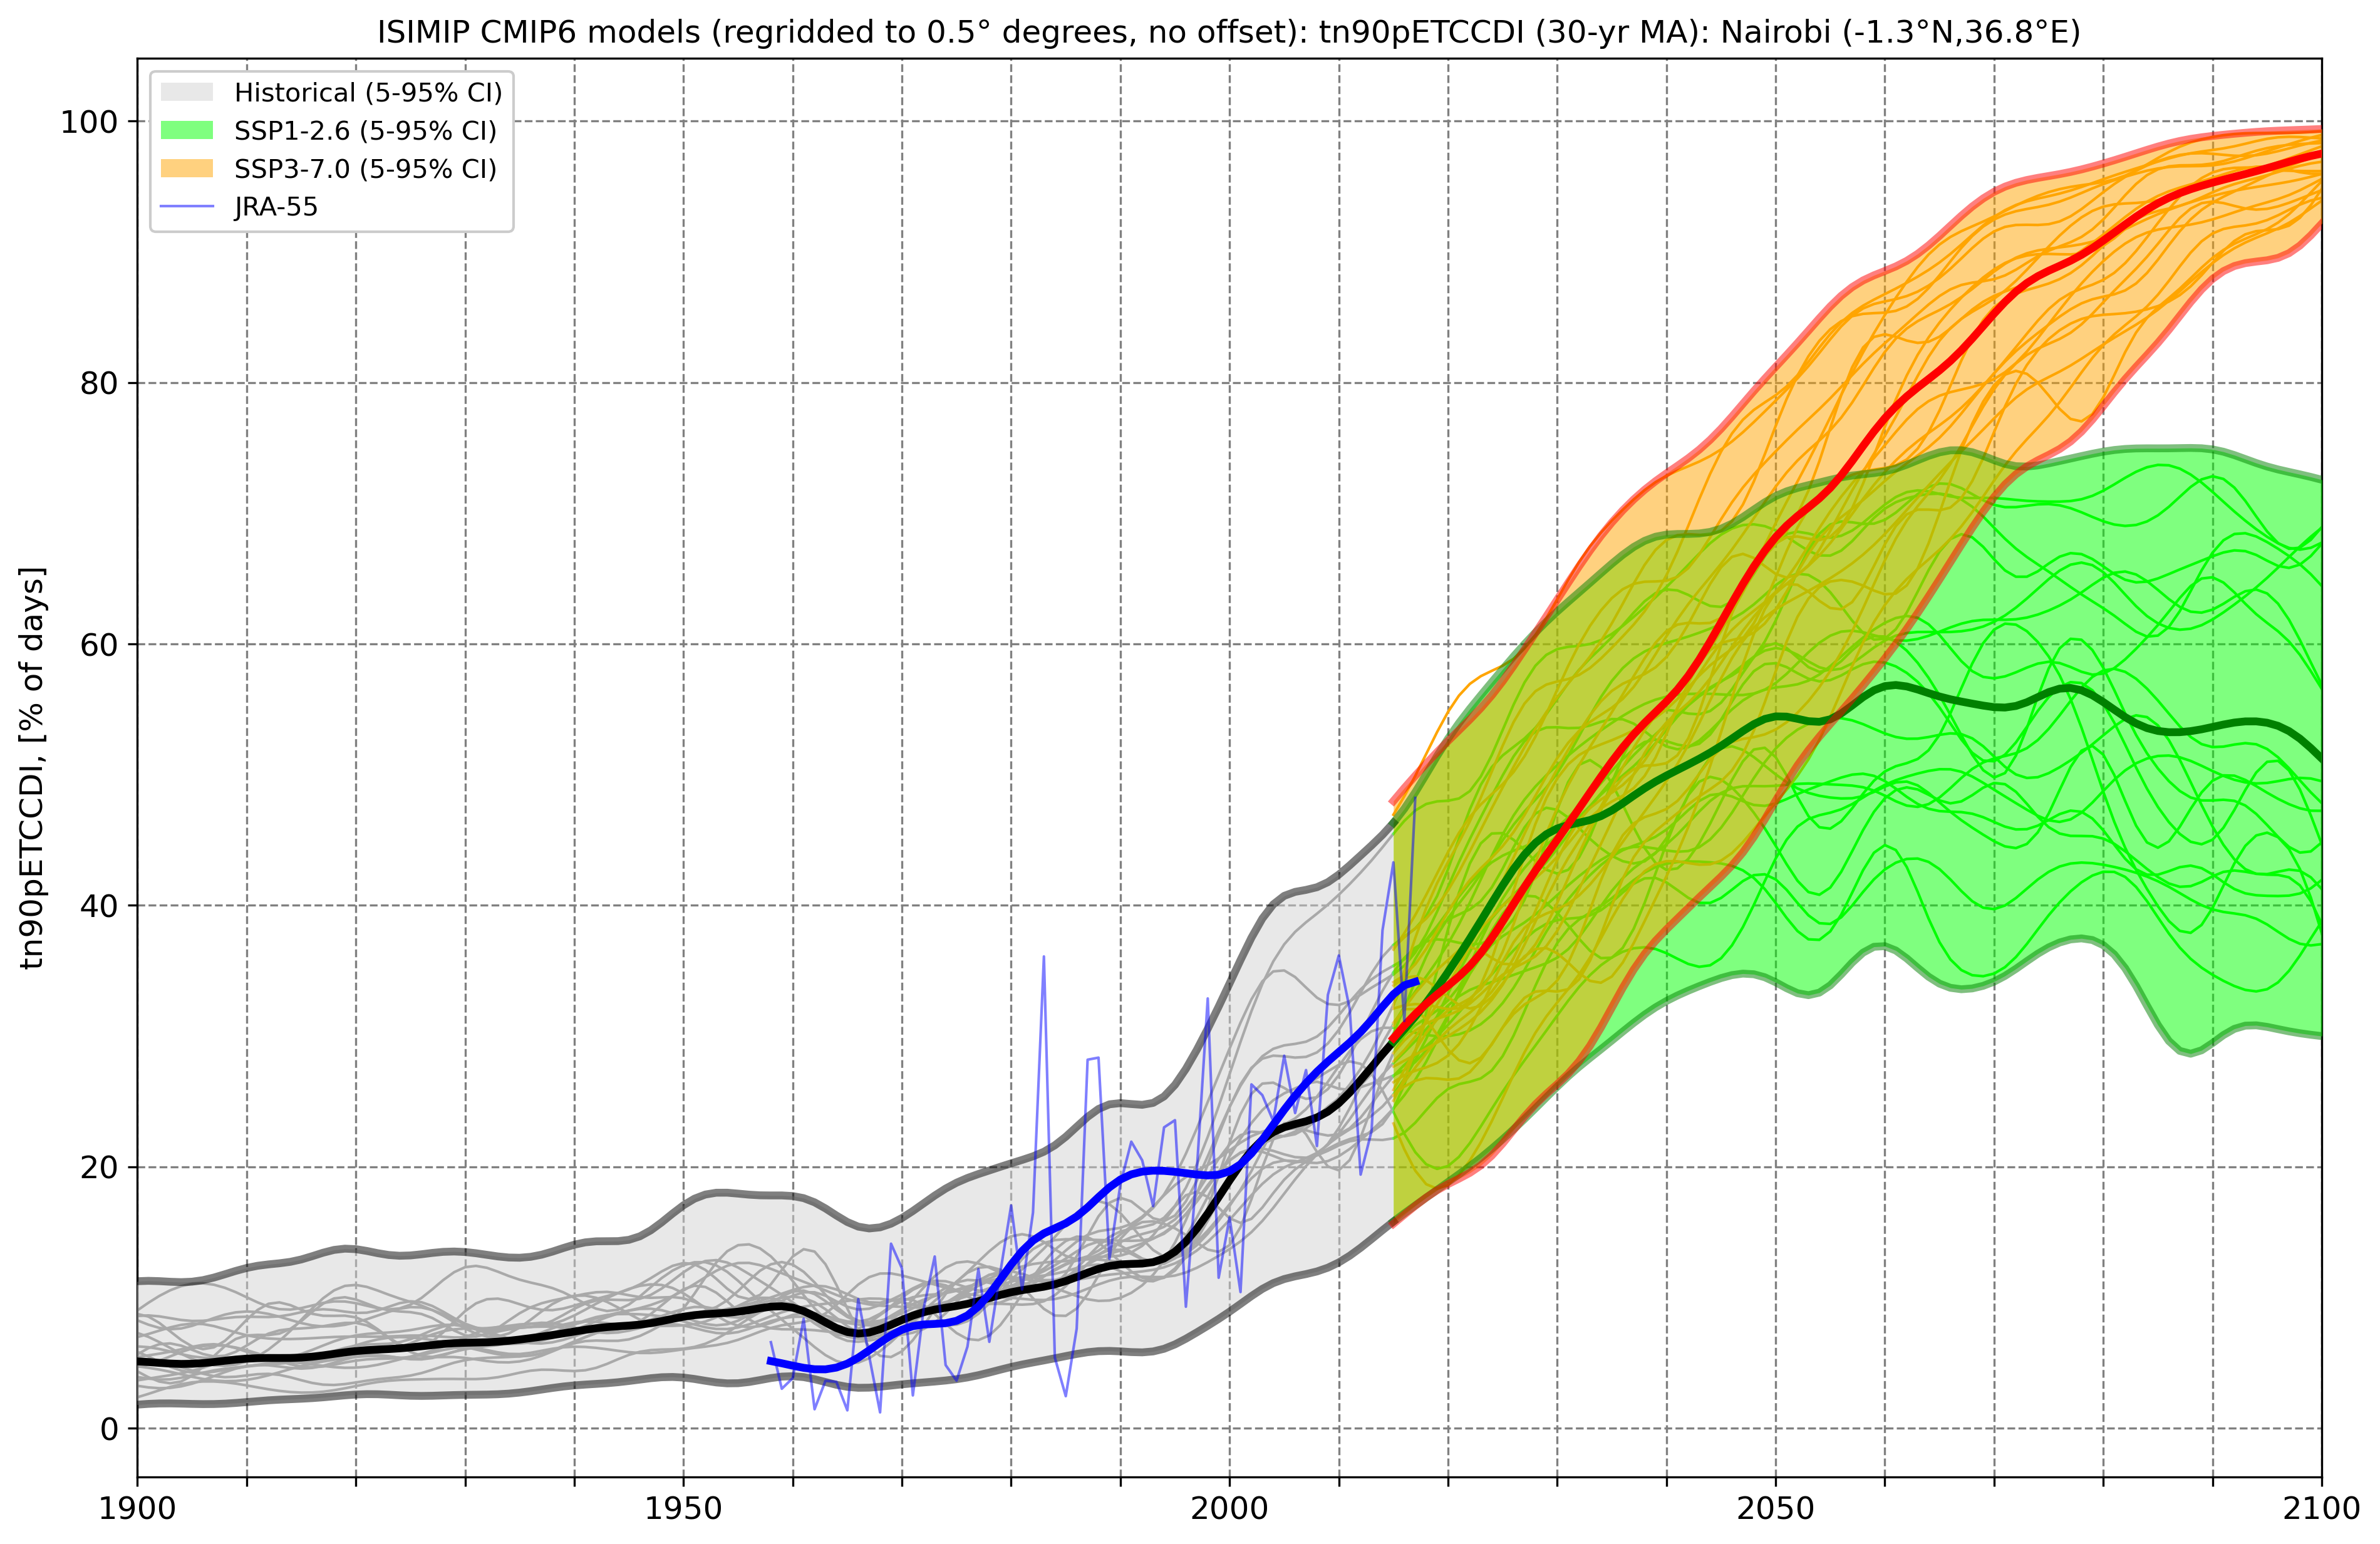 ISIMIP CMIP6 models (regridded to 0.5° degrees, no offset): tn90pETCCDI (30-yr MA): Nairobi (-1.3°N,36.8°E)
Historical (5-95% CI)
SSP1-2.6 (5-95% CI)
SSP3-7.0 (5-95% CI)
JRA-55
tn90pETCCDI, [% of days]
100
80
60
40
20
0
1900
1950
2000
2050
2100